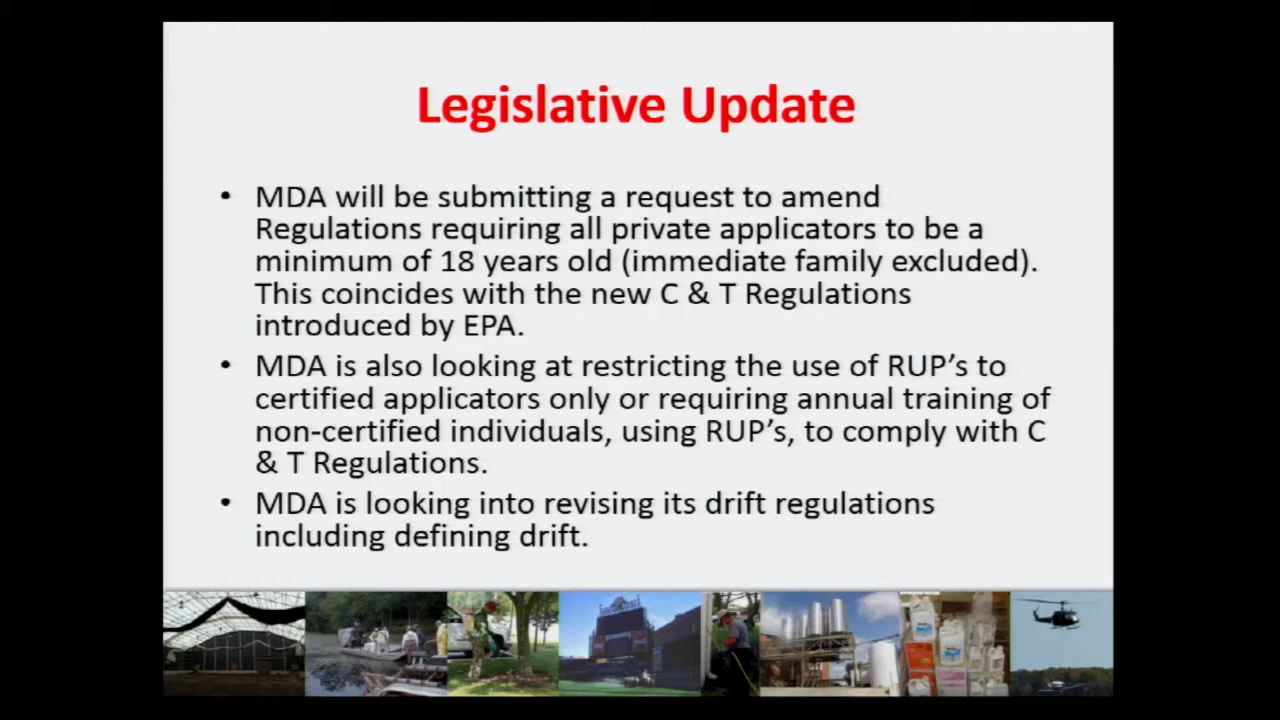 Legislative Update
• MDA will be submitting a request to amend
Regulations requiring all private applicators to be a
minimum of 18 years old (immediate family excluded).
This coincides with the new C & T Regulations
introduced by EPA.
• MDA is also looking at restricting the use of RUP's to
certified applicators only or requiring annual training of
non-certified individuals, using RUP's, to comply with C
& T Regulations.
• MDA is looking into revising its drift regulations
including defining drift.